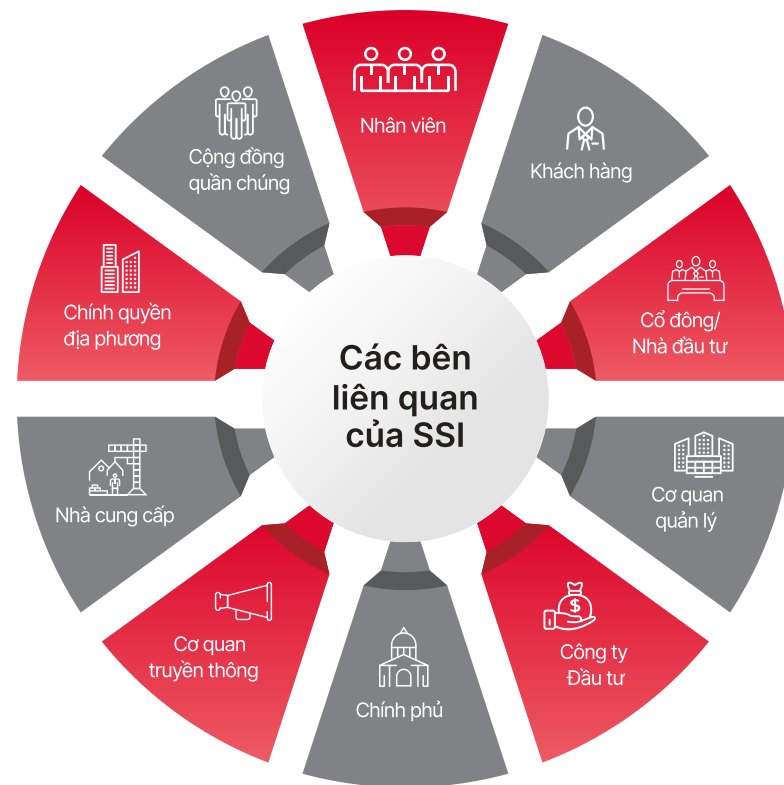 Nhân viên
Khách hàng
Cổ đông/
Nhà đầu tư
Cơ quan
quản lý
Công ty
Đầu tư
Chính phủ
Cơ quan
truyền thông
Nhà cung cấp
Chính quyền
địa phương
Cộng đồng
quần chúng
Các bên
liên quan
của SSI
$